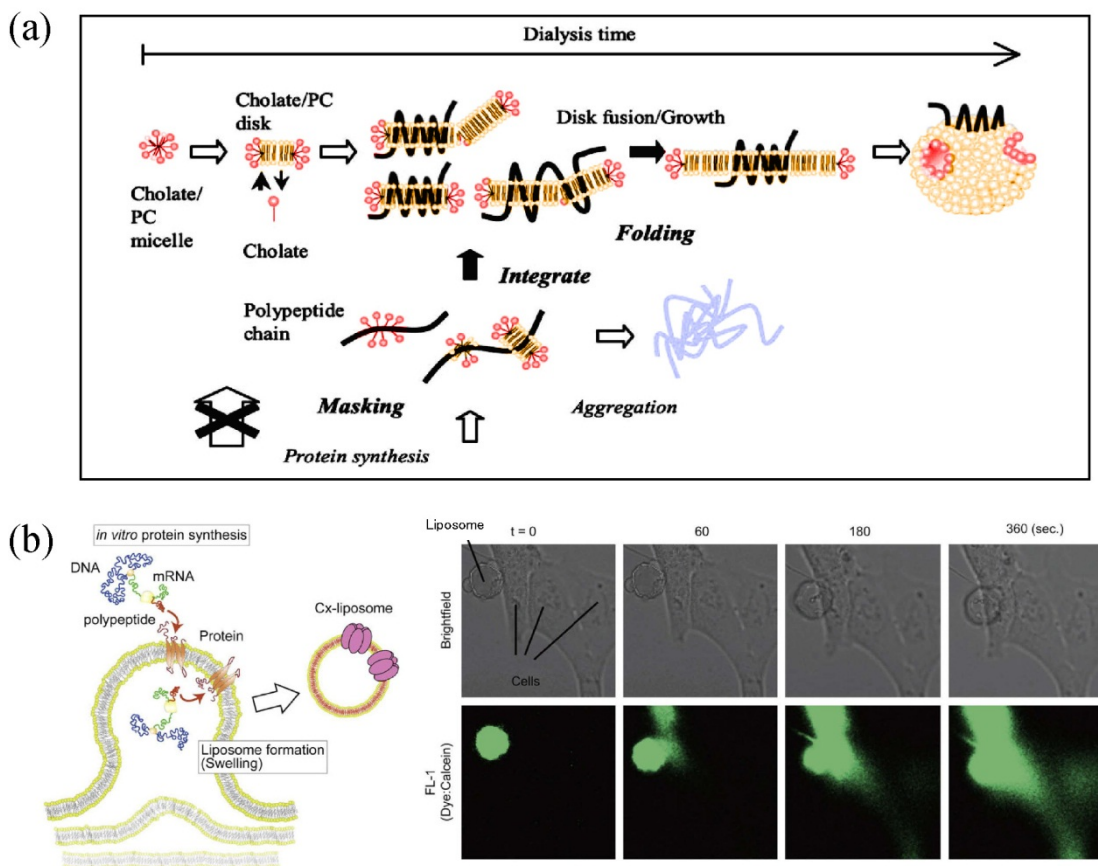 (a)
Dialysis time
Cholate/PC
disk
Disk fusion/Growth
Cholate/
PC
micelle
Cholate
Folding
Integrate
Polypeptide
chain
Masking
Aggregation
Protein synthesis
(b)
in vitro protein synthesis
DNA
mRNA
polypeptide
Protein
Cx-liposome
Liposome formation
(Swelling)
Liposome
t = 0
60
180
360 (sec.)
Brightfield
Cells
FL-1
(Dye:Calcein)